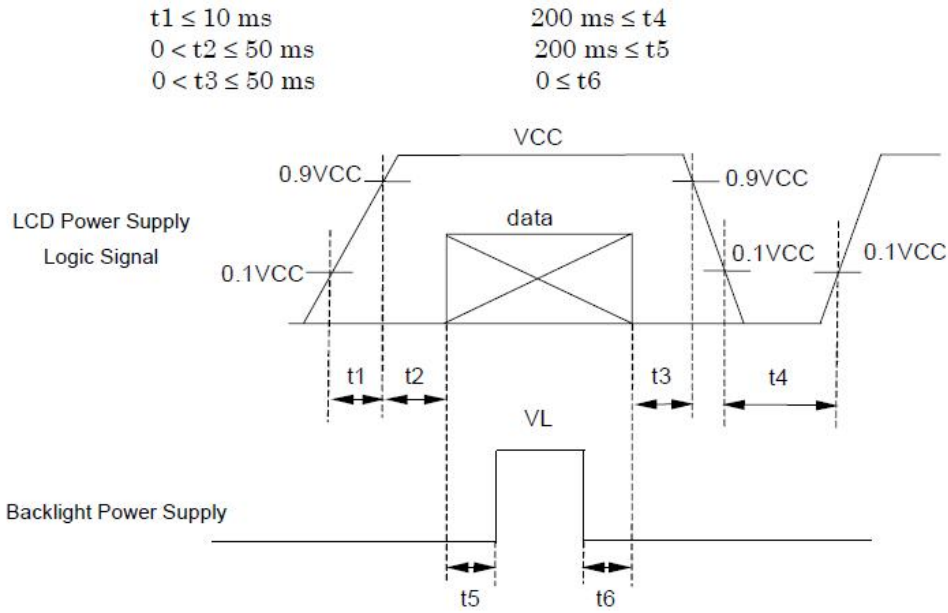 t1 ≤ 10 ms 200 ms ≤ t4
0 < t2 ≤ 50 ms 200 ms ≤ t5
0 < t3 ≤ 50 ms 0 ≤ t6
VCC
0.9VCC 0.9VCC
LCD Power Supply
Logic Signal
data
0.1VCC 0.1VCC 0.1VCC
t1 t2 t3 t4
VL
Backlight Power Supply
t5 t6